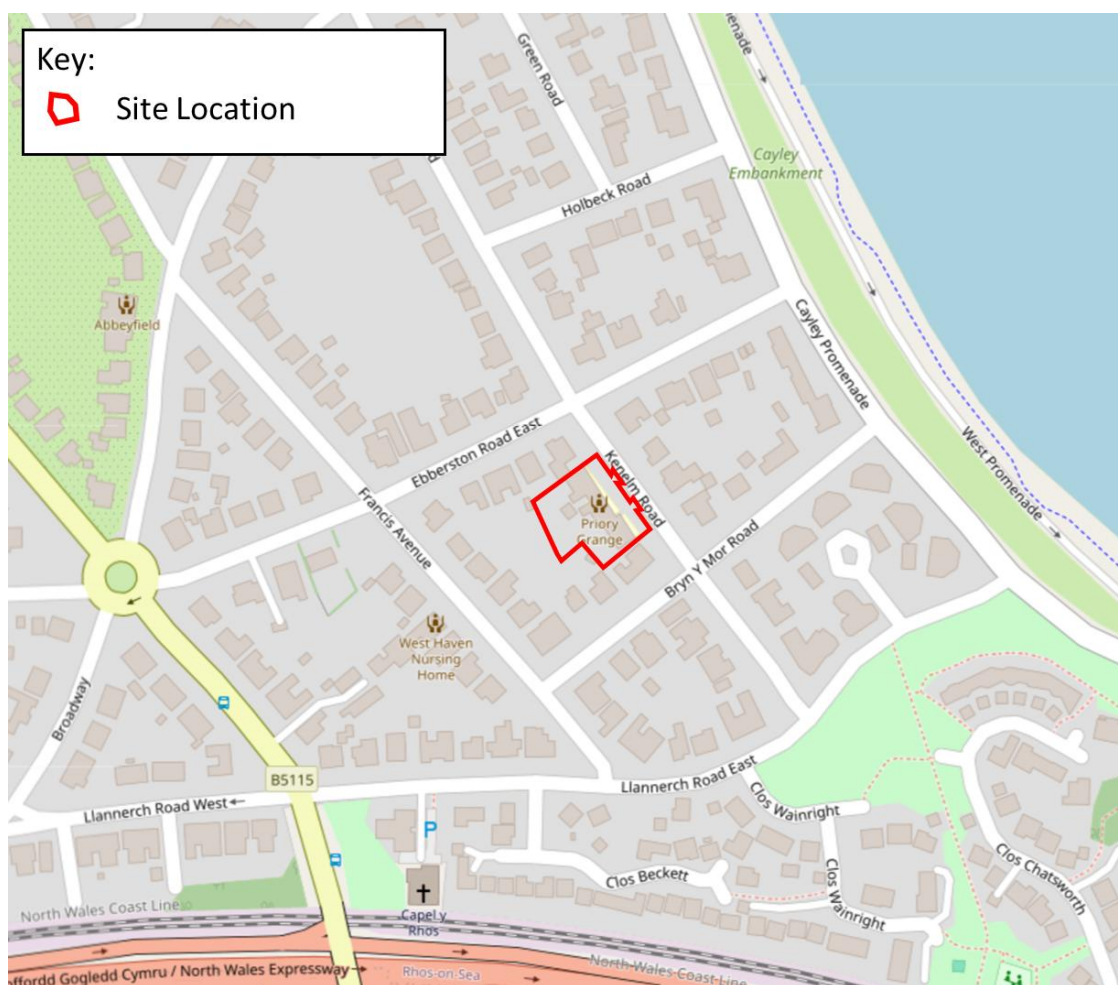 Key:
Site Location
Green Road
Holbeck Road
Cayley
Embankment
Abbeyfield
Cayley Promenade
West Promenade
Ebberston Road East
Kenelm Road
Priory
Grange
Francis Avenue
Bryn Y Mor Road
West Haven
Nursing
Home
Broadway
B5115
Llannerch Road West
Llannerch Road East
Clos Wainright
P
Clos Beckett
Clos Wainright
Clos Chatsworth
Capel y
Rhos
North Wales Coast Line
North Wales Coast Line
Rhos-on-Sea
ffordd Gogledd Cymru / North Wales Expressway